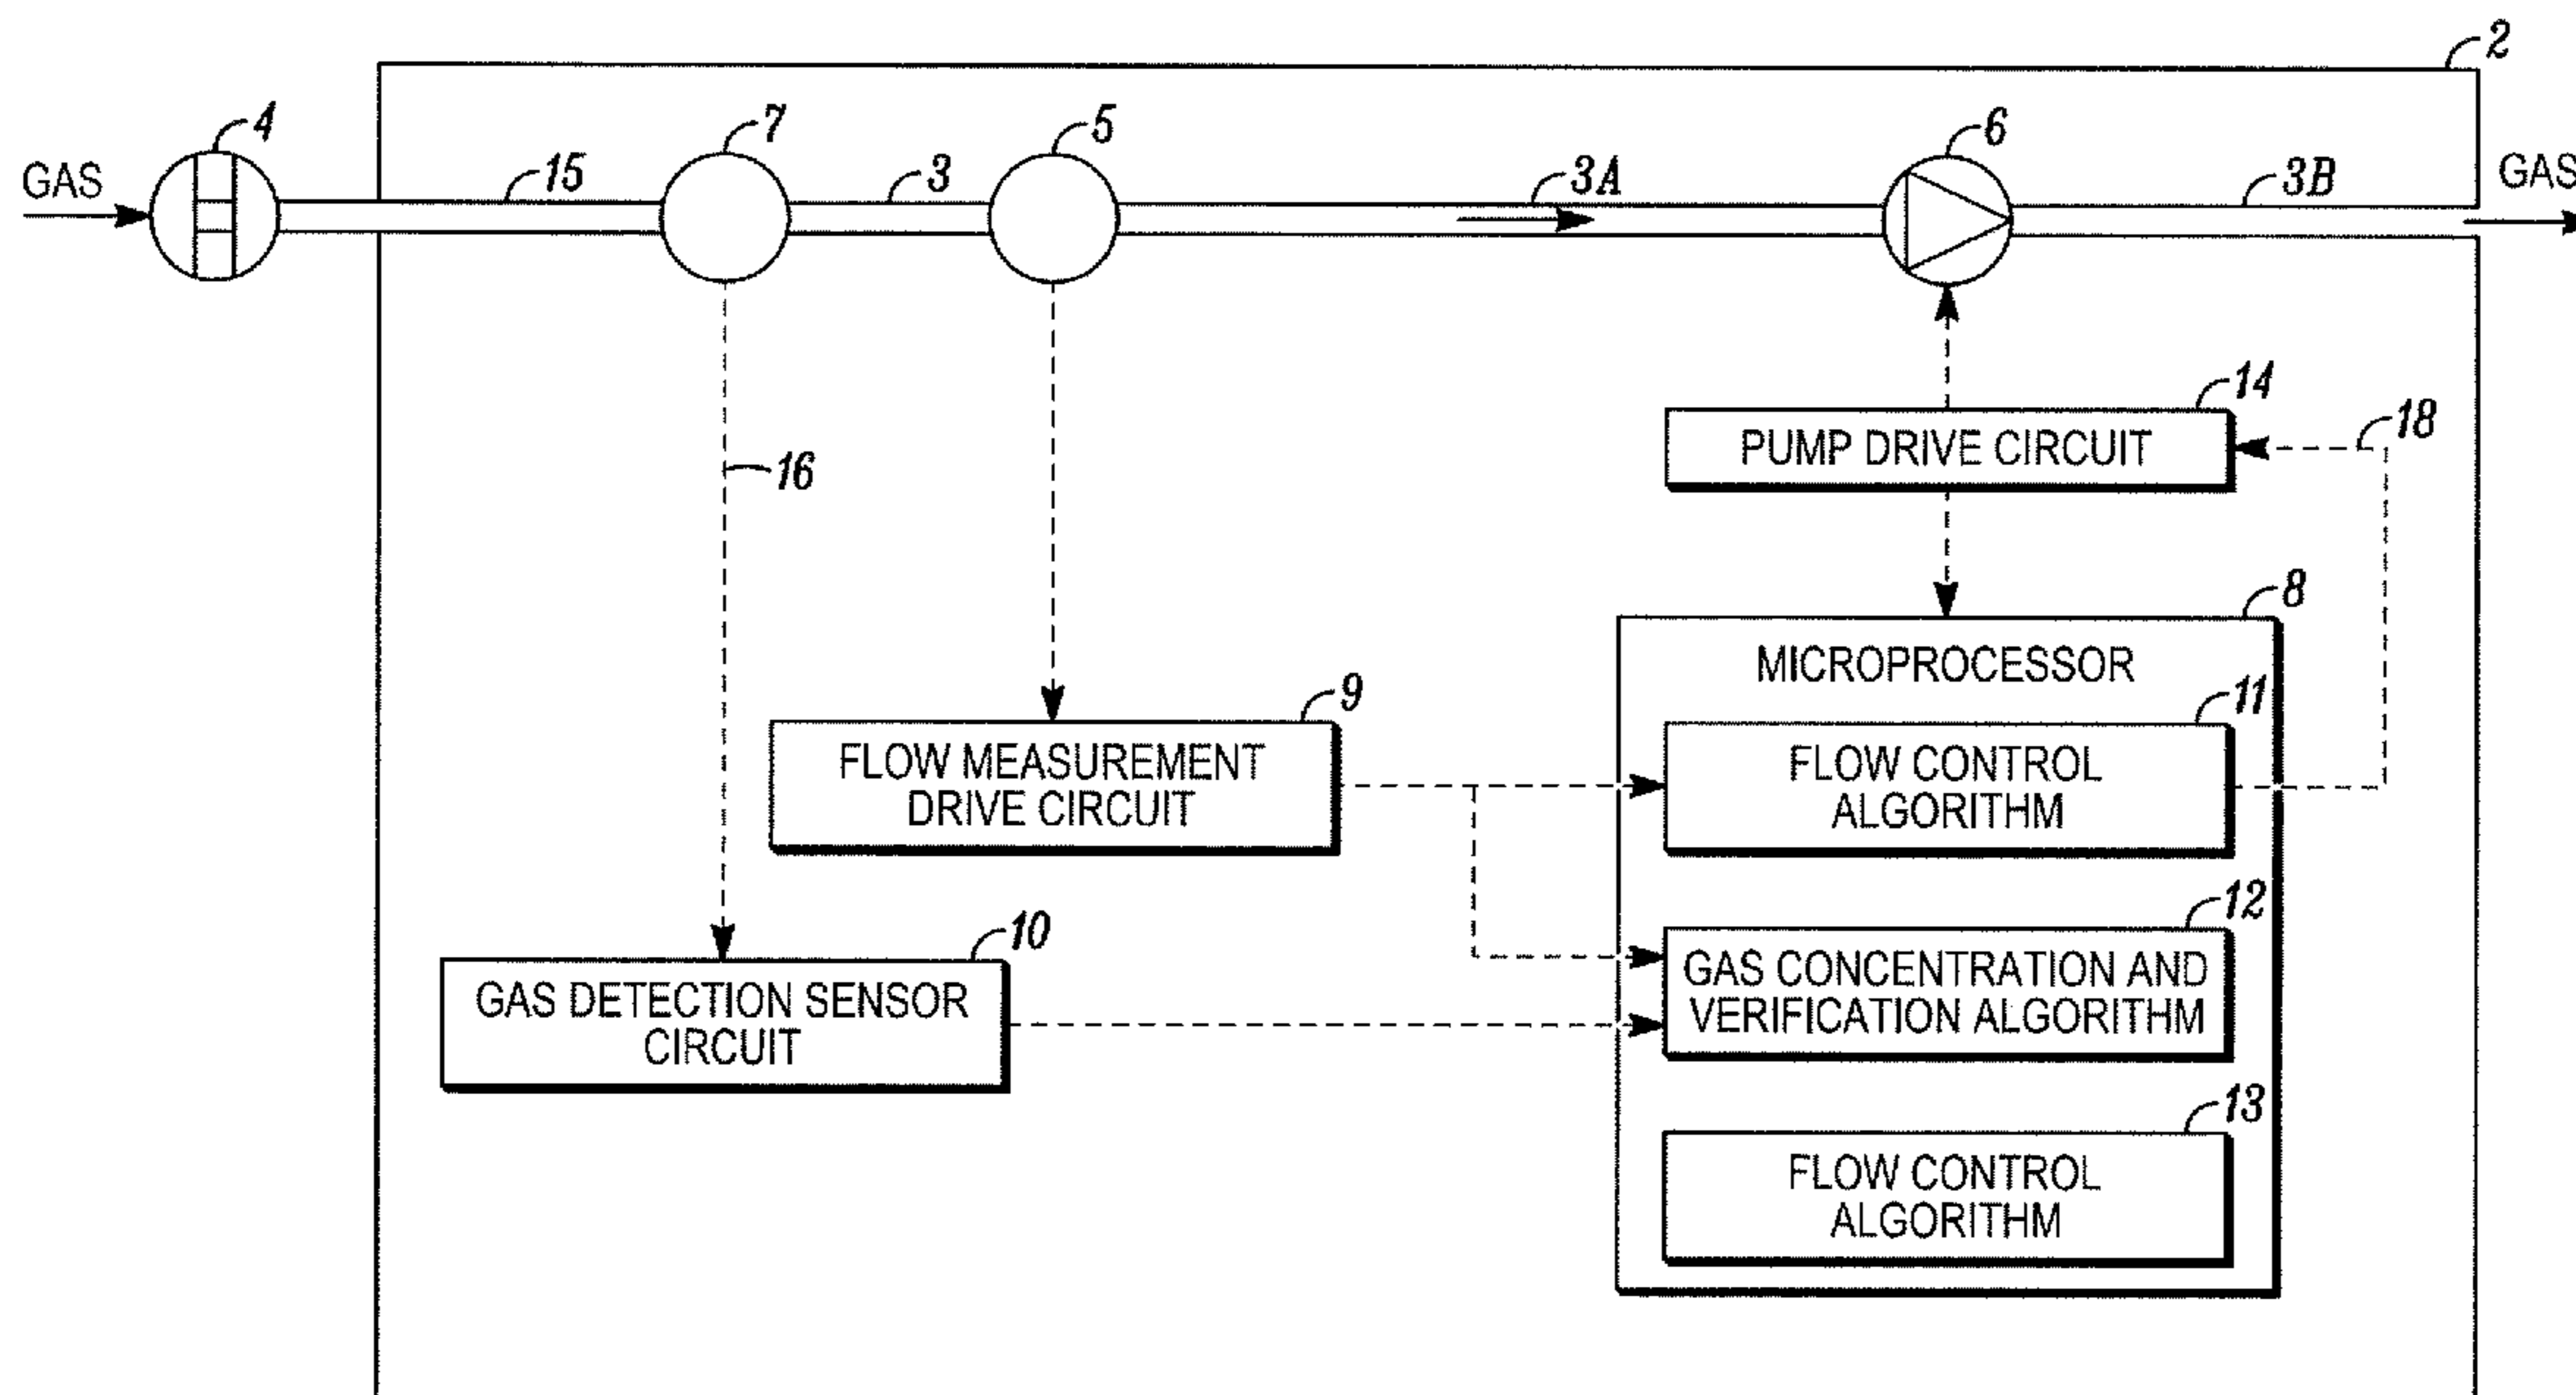 2
4
7
5
6
GAS
15
3
3A
3B
GAS
14
PUMP DRIVE CIRCUIT
18
16
8
MICROPROCESSOR
9
11
FLOW MEASUREMENT
DRIVE CIRCUIT
FLOW CONTROL
ALGORITHM
12
10
GAS CONCENTRATION AND
VERIFICATION ALGORITHM
GAS DETECTION SENSOR
CIRCUIT
13
FLOW CONTROL
ALGORITHM